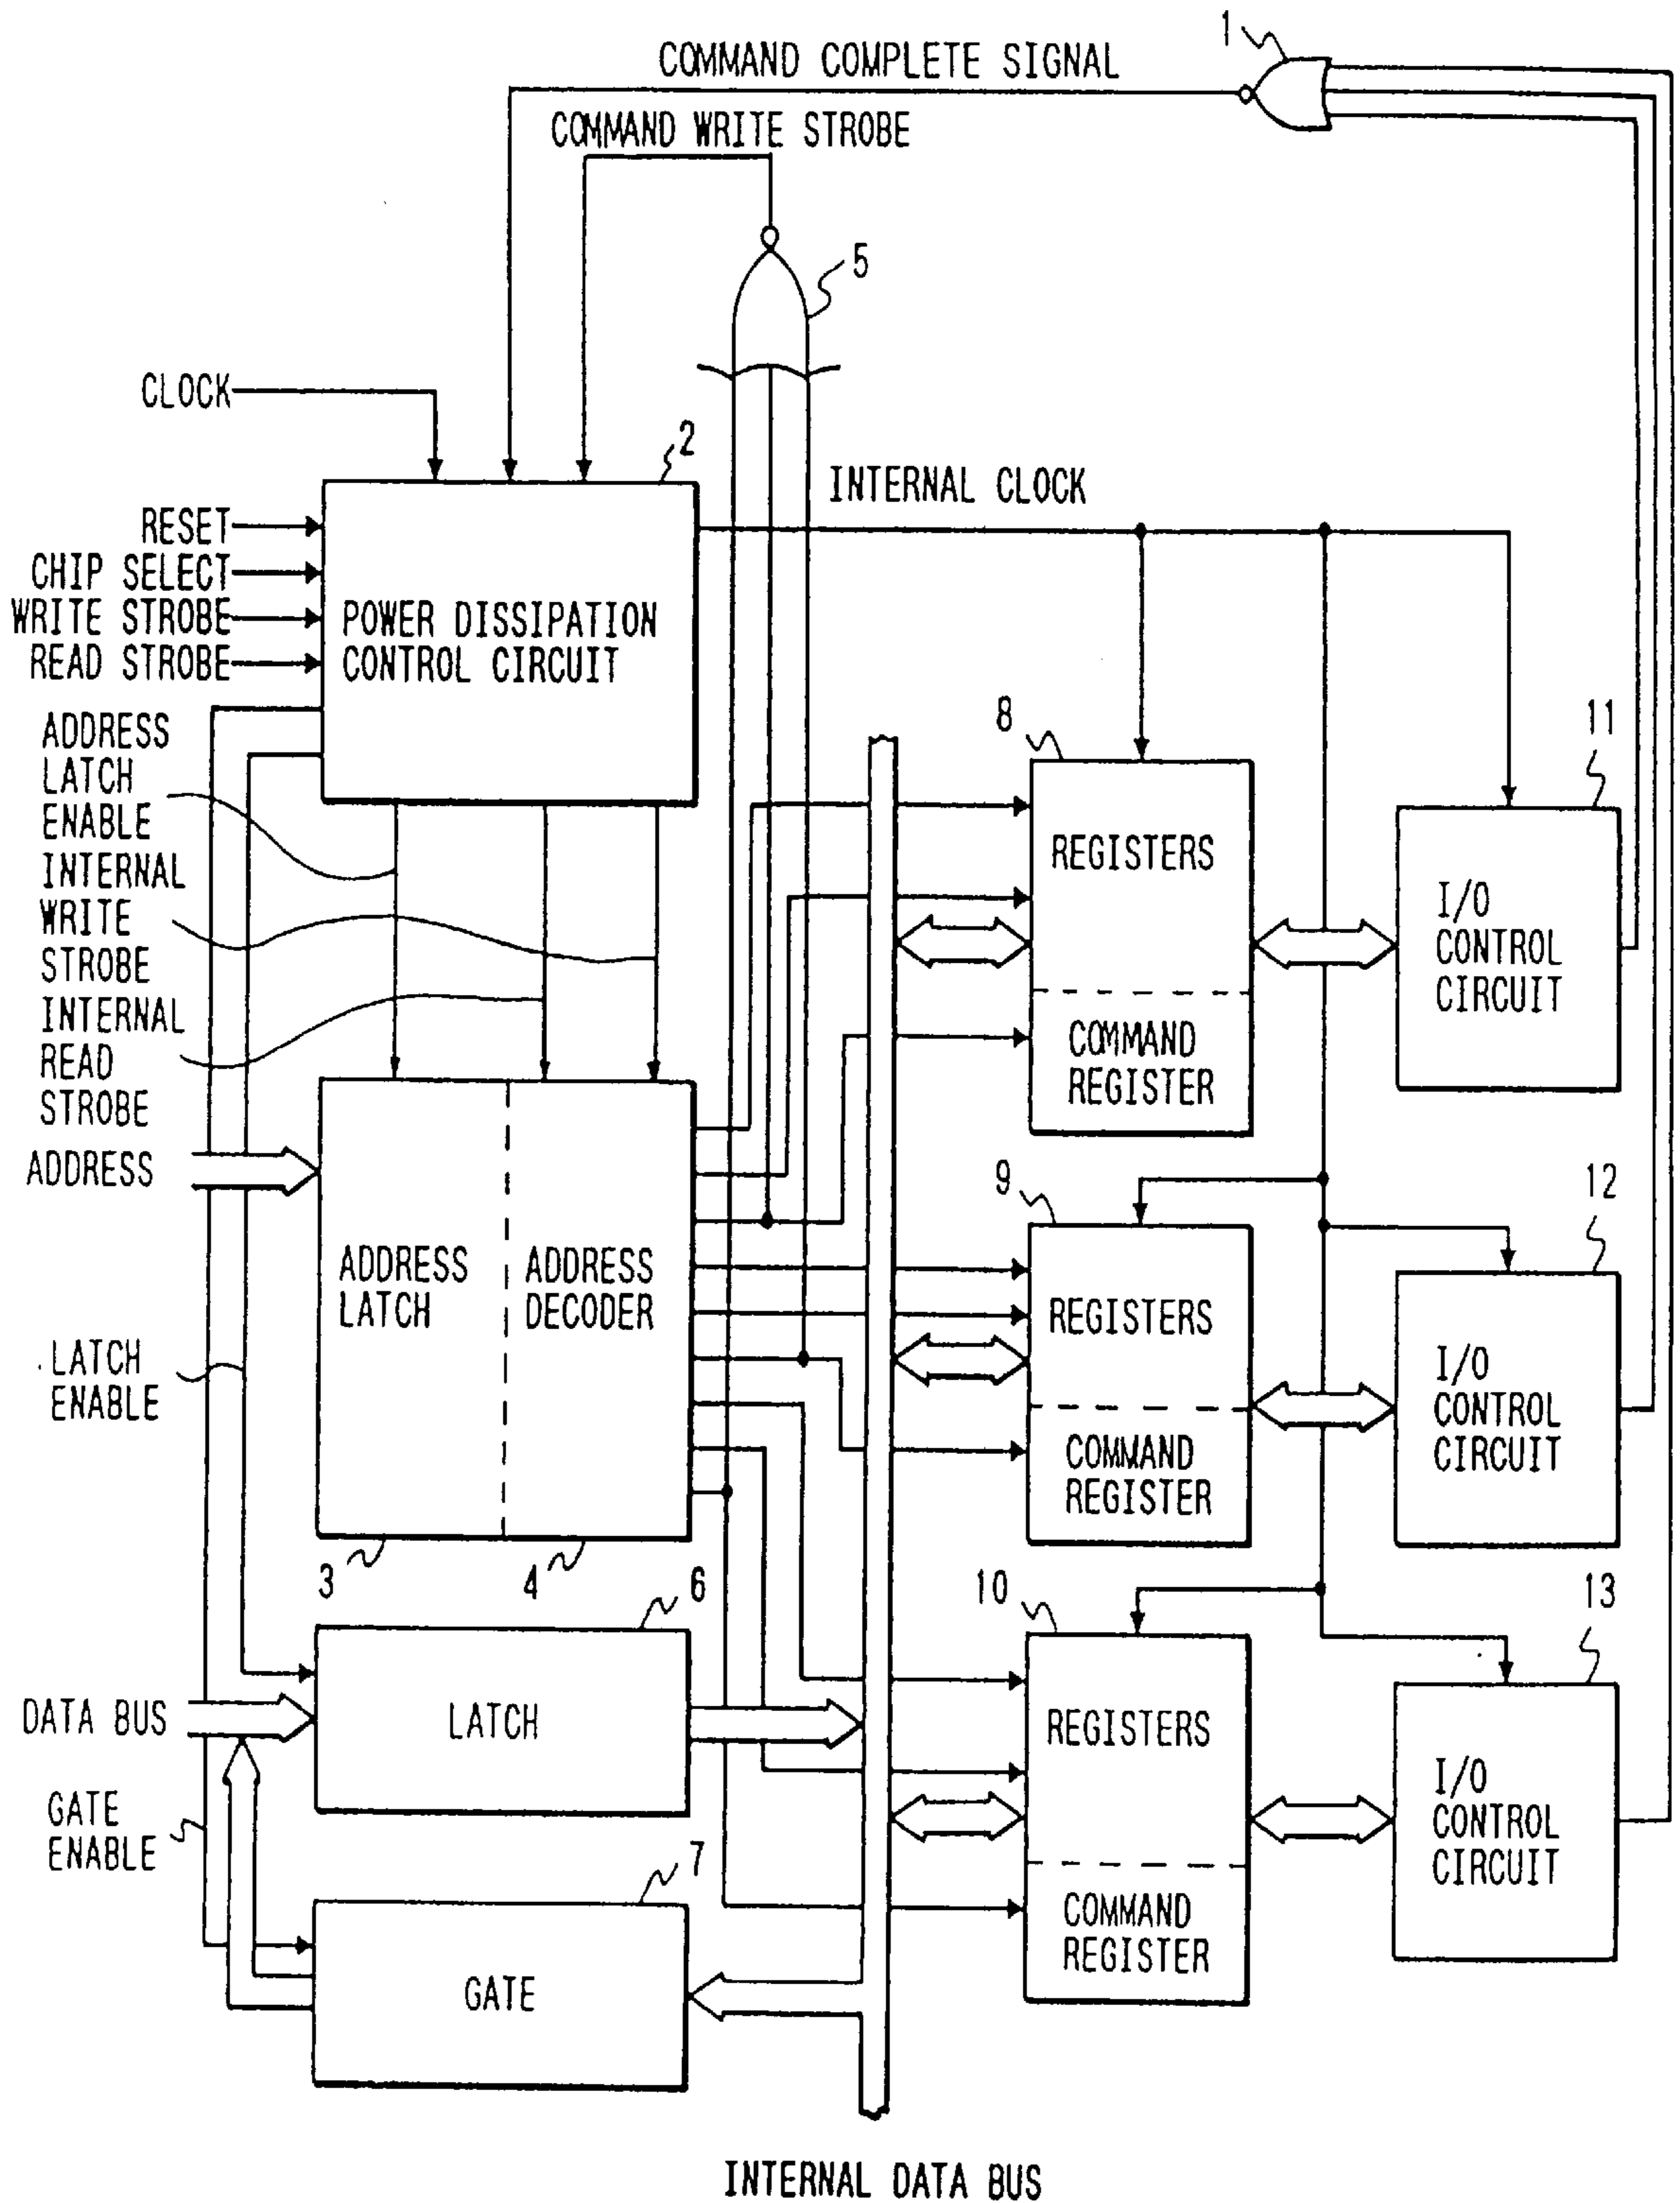 1
COMMAND COMPLETE SIGNAL
COMMAND WRITE STROBE
5
CLOCK
2
INTERNAL CLOCK
RESET
CHIP SELECT
WRITE STROBE
READ STROBE
POWER DISSIPATION
CONTROL CIRCUIT
ADDRESS
LATCH
ENABLE
INTERNAL
WRITE
STROBE
INTERNAL
READ
STROBE
8
REGISTERS
COMMAND
REGISTER
11
I/O
CONTROL
CIRCUIT
ADDRESS
ADDRESS
LATCH
ADDRESS
DECODER
3
4
9
REGISTERS
COMMAND
REGISTER
12
I/O
CONTROL
CIRCUIT
LATCH
ENABLE
6
DATA BUS
LATCH
10
REGISTERS
COMMAND
REGISTER
13
I/O
CONTROL
CIRCUIT
GATE
ENABLE
7
GATE
INTERNAL DATA BUS